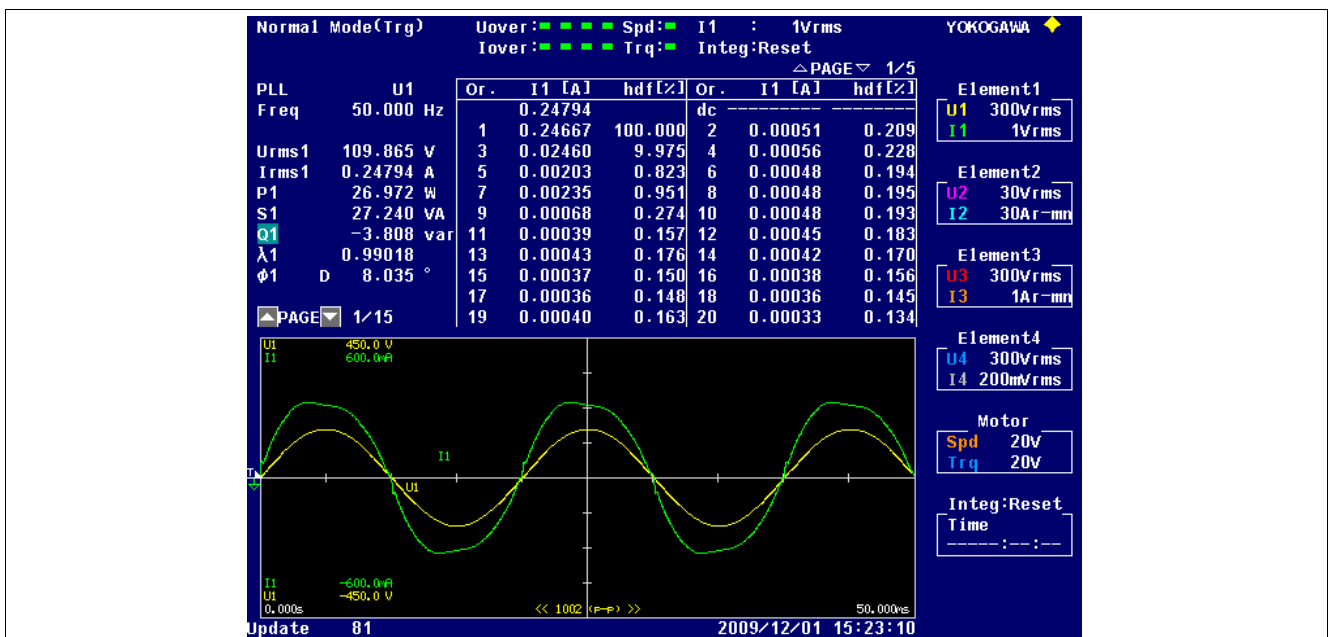 Normal Mode(Trg) Uover: Spd: I1 : 1Vrms YOKOGAWA
Iover: Trq: Integ:Reset
△PAGE▽ 1/5
PLL U1 Or. I1 [A] hdf[%] Or. I1 [A] hdf[%] Element1
Freq 50.000 Hz 0.24794 dc -------- -------- U1 300Vrms
1 0.24667 100.000 2 0.00051 0.209 I1 1Vrms
Urms1 109.865 V 3 0.02460 9.975 4 0.00056 0.228
Irms1 0.24794 A 5 0.00203 0.823 6 0.00048 0.194 Element2
P1 26.972 W 7 0.00235 0.951 8 0.00048 0.195 U2 30Vrms
S1 27.240 VA 9 0.00068 0.274 10 0.00048 0.193 I2 30Ar-mn
Q1 -3.808 var 11 0.00039 0.157 12 0.00045 0.183
λ1 0.99018 13 0.00043 0.176 14 0.00042 0.170 Element3
φ1 D 8.035 ° 15 0.00037 0.150 16 0.00038 0.156 U3 300Vrms
17 0.00036 0.148 18 0.00036 0.145 I3 1Ar-mn
▲PAGE▼ 1/15 19 0.00040 0.163 20 0.00033 0.134
U1 450.0 V Element4
I1 600.0mA U4 300Vrms
I4 200mVrms
Motor
Spd 20V
I1 Trq 20V
T
U1
Integ:Reset
Time
-----:--:--
I1 -600.0mA
U1 -450.0 V
0.000s << 1002 (p-p) >> 50.000ms
Update 81 2009/12/01 15:23:10